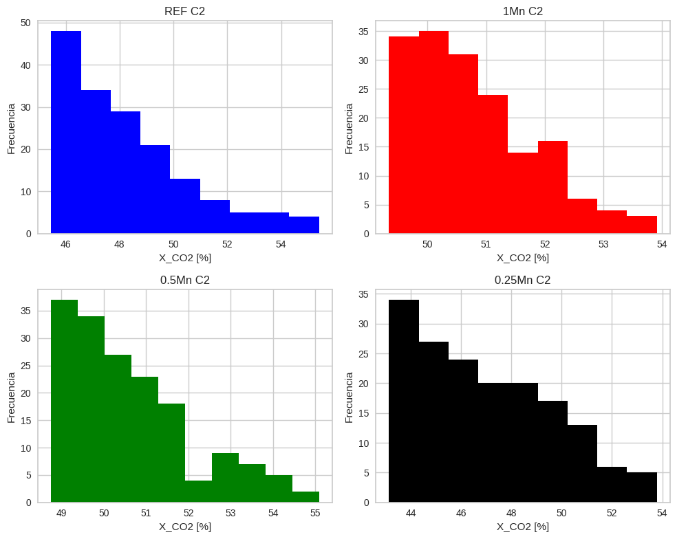 REF C2
50
40
30
20
10
0
Frecuencia
46 48 50 52 54
X_CO2 [%]
1Mn C2
35
30
25
20
15
10
5
0
Frecuencia
50 51 52 53 54
X_CO2 [%]
0.5Mn C2
35
30
25
20
15
10
5
0
Frecuencia
49 50 51 52 53 54 55
X_CO2 [%]
0.25Mn C2
35
30
25
20
15
10
5
0
Frecuencia
44 46 48 50 52 54
X_CO2 [%]